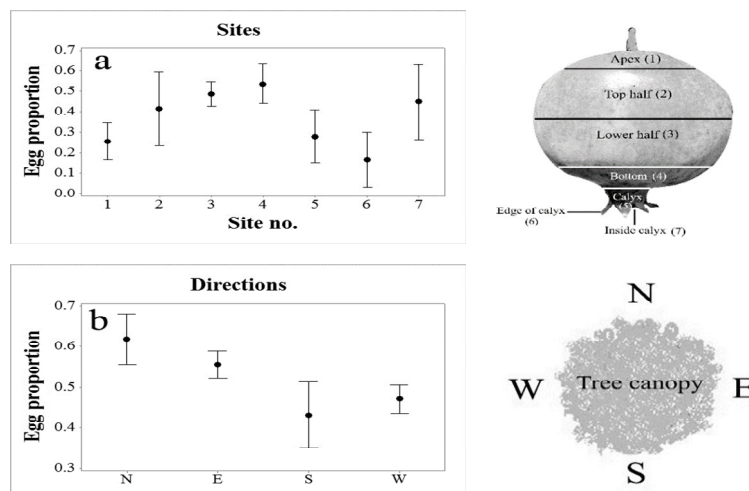 Sites
a
Egg proportion
0.7
0.6
0.5
0.4
0.3
0.2
0.1
0.0
1 2 3 4 5 6 7
Site no.
Apex (1)
Top half (2)
Lower half (3)
Bottom (4)
Calyx
(5)
Edge of calyx
(6)
Inside calyx (7)
Directions
b
Egg proportion
0.7
0.6
0.5
0.4
0.3
N E S W
N
W Tree canopy E
S